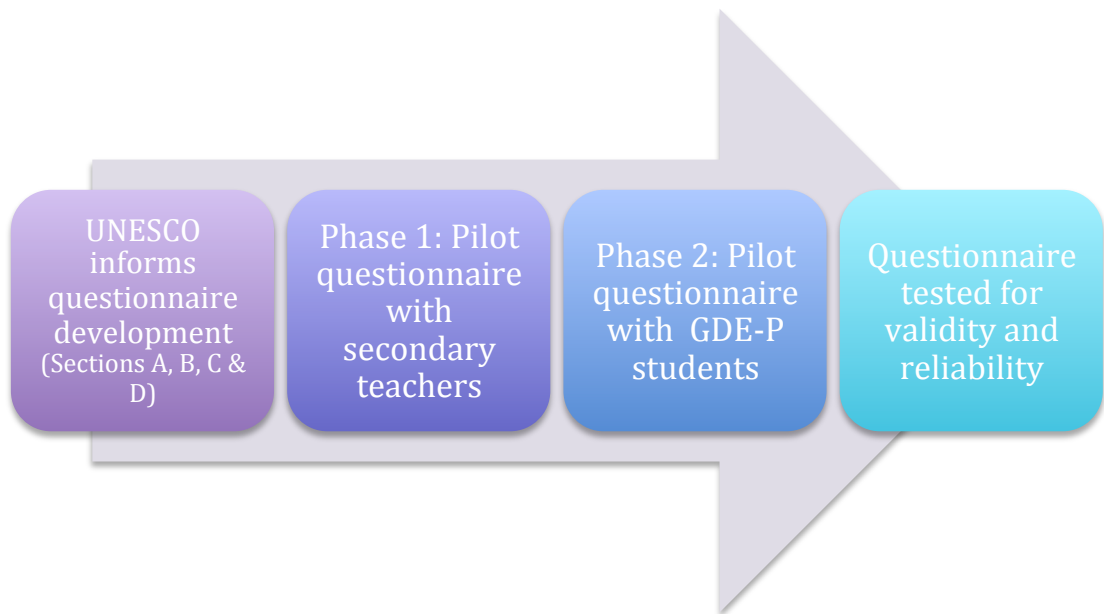 UNESCO
informs
questionnaire
development
(Sections A, B, C &
D)
Phase 1: Pilot
questionnaire
with
secondary
teachers
Phase 2: Pilot
questionnaire
with GDE-P
students
Questionnaire
tested for
validity and
reliability